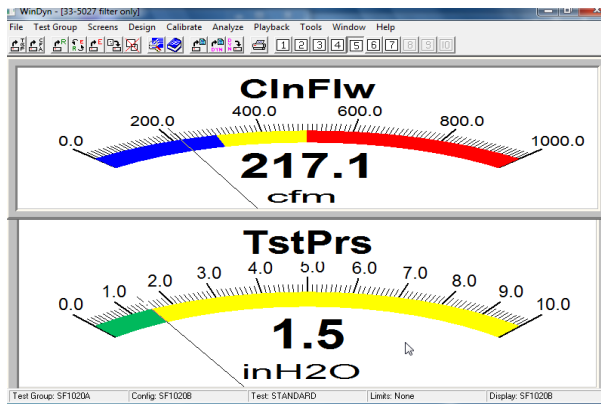 WinDyn - [33-5027 filter only]
File Test Group Screens Design Calibrate Analyze Playback Tools Window Help
1 2 3 4 5 6 7 8 9 10
ClnFlw
0.0 200.0 400.0 600.0 800.0 1000.0
217.1
cfm
TstPrs
0.0 1.0 2.0 3.0 4.0 5.0 6.0 7.0 8.0 9.0 10.0
1.5
inH2O
Test Group: SF1020A Config: SF1020B Test: STANDARD Limits: None Display: SF1020B